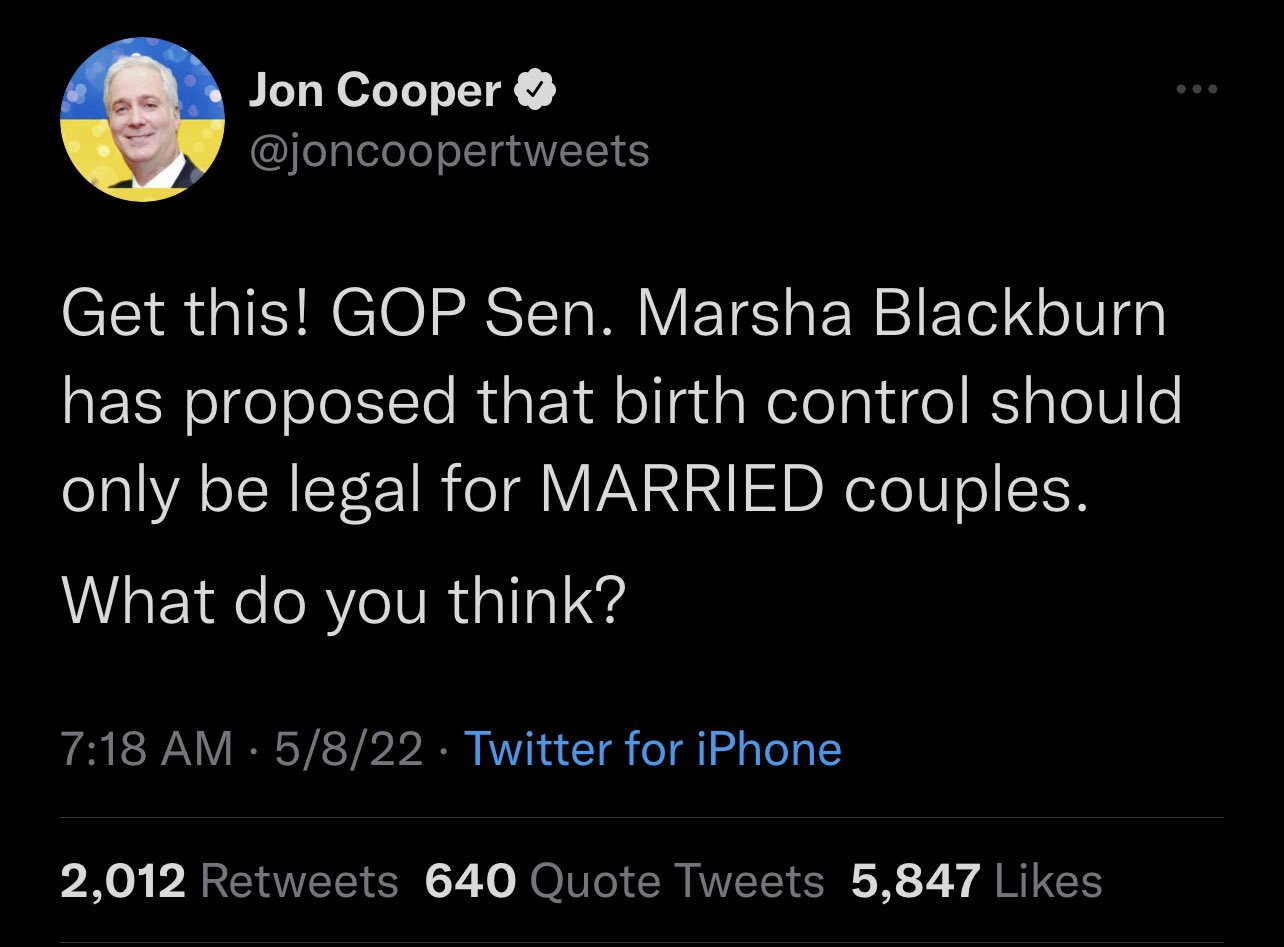 Jon Cooper
@joncoopertweets
Get this! GOP Sen. Marsha Blackburn
has proposed that birth control should
only be legal for MARRIED couples.
What do you think?
7:18 AM · 5/8/22 · Twitter for iPhone
2,012 Retweets 640 Quote Tweets 5,847 Likes